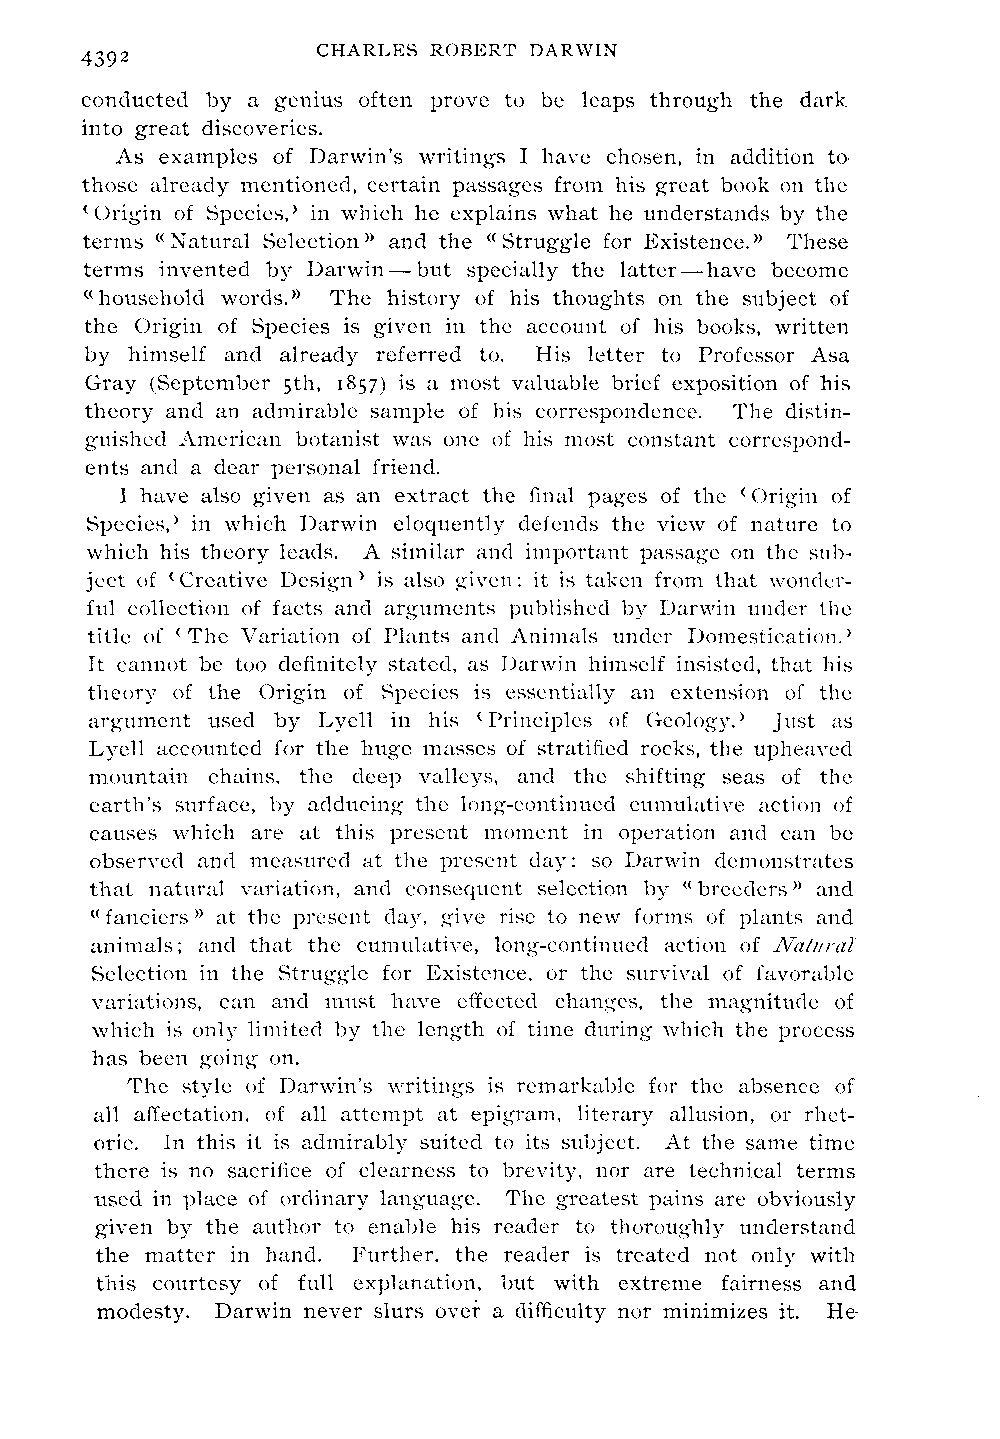 4392
CHARLES ROBERT DARWIN
conducted by a genius often prove to be leaps through the dark
into great discoveries.
As examples of Darwin's writings I have chosen, in addition to
those already mentioned, certain passages from his great book on the
‘Origin of Species,’ in which he explains what he understands by the
terms “Natural Selection” and the “Struggle for Existence.” These
terms invented by Darwin—but specially the latter—have become
“household words.” The history of his thoughts on the subject of
the Origin of Species is given in the account of his books, written
by himself and already referred to. His letter to Professor Asa
Gray (September 5th, 1857) is a most valuable brief exposition of his
theory and an admirable sample of his correspondence. The distin-
guished American botanist was one of his most constant correspond-
ents and a dear personal friend.
I have also given as an extract the final pages of the ‘Origin of
Species,’ in which Darwin eloquently defends the view of nature to
which his theory leads. A similar and important passage on the sub-
ject of ‘Creative Design’ is also given: it is taken from that wonder-
ful collection of facts and arguments published by Darwin under the
title of ‘The Variation of Plants and Animals under Domestication.’
It cannot be too definitely stated, as Darwin himself insisted, that his
theory of the Origin of Species is essentially an extension of the
argument used by Lyell in his ‘Principles of Geology.’ Just as
Lyell accounted for the huge masses of stratified rocks, the upheaved
mountain chains, the deep valleys, and the shifting seas of the
earth's surface, by adducing the long-continued cumulative action of
causes which are at this present moment in operation and can be
observed and measured at the present day: so Darwin demonstrates
that natural variation, and consequent selection by “breeders” and
“fanciers” at the present day, give rise to new forms of plants and
animals; and that the cumulative, long-continued action of Natural
Selection in the Struggle for Existence, or the survival of favorable
variations, can and must have effected changes, the magnitude of
which is only limited by the length of time during which the process
has been going on.
The style of Darwin's writings is remarkable for the absence of
all affectation, of all attempt at epigram, literary allusion, or rhet-
oric. In this it is admirably suited to its subject. At the same time
there is no sacrifice of clearness to brevity, nor are technical terms
used in place of ordinary language. The greatest pains are obviously
given by the author to enable his reader to thoroughly understand
the matter in hand. Further, the reader is treated not only with
this courtesy of full explanation, but with extreme fairness and
modesty. Darwin never slurs over a difficulty nor minimizes it. He